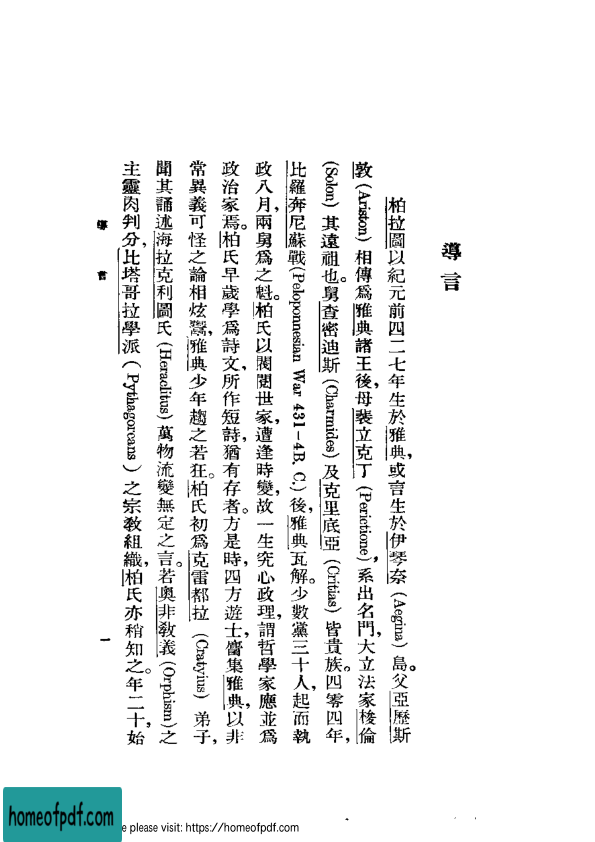 導言
柏拉圖以紀元前四二七年生於雅典，或言生於伊琴奈 (Aegina) 島。父亞歷斯
敦 (Ariston) 相傳爲雅典諸王後，母裴立克丁 (Perictione)，系出名門，大立法家梭倫
(Solon) 其遠祖也。舅查密迪斯 (Charmides) 及克里底亞 (Critias) 皆貴族。四零四年，
比羅奔尼蘇戰 (Peloponnesian War 431–4B.C.) 後，雅典瓦解。少數黨三十人，起而執
政八月，兩舅爲之魁。柏氏以閥閱世家，遭逢時變，故一生究心政理，謂哲學家應並爲
政治家焉。柏氏早歲學爲詩文，所作短詩，猶有存者。方是時，四方遊士，麕集雅典，以非
常異義可怪之論相炫鬻，雅典少年趨之若狂。柏氏初爲克雷都拉 (Cratyius) 弟子，
聞其誦述海拉克利圖氏 (Heraclitus) 萬物流變無定之言。若奧非敎義 (Orphism) 之
主靈肉判分，比塔哥拉學派 (Pythagoreans) 之宗敎組織，柏氏亦稍知之。年二十，始
導言
一
homeofpdf.com
e please visit: https://homeofpdf.com